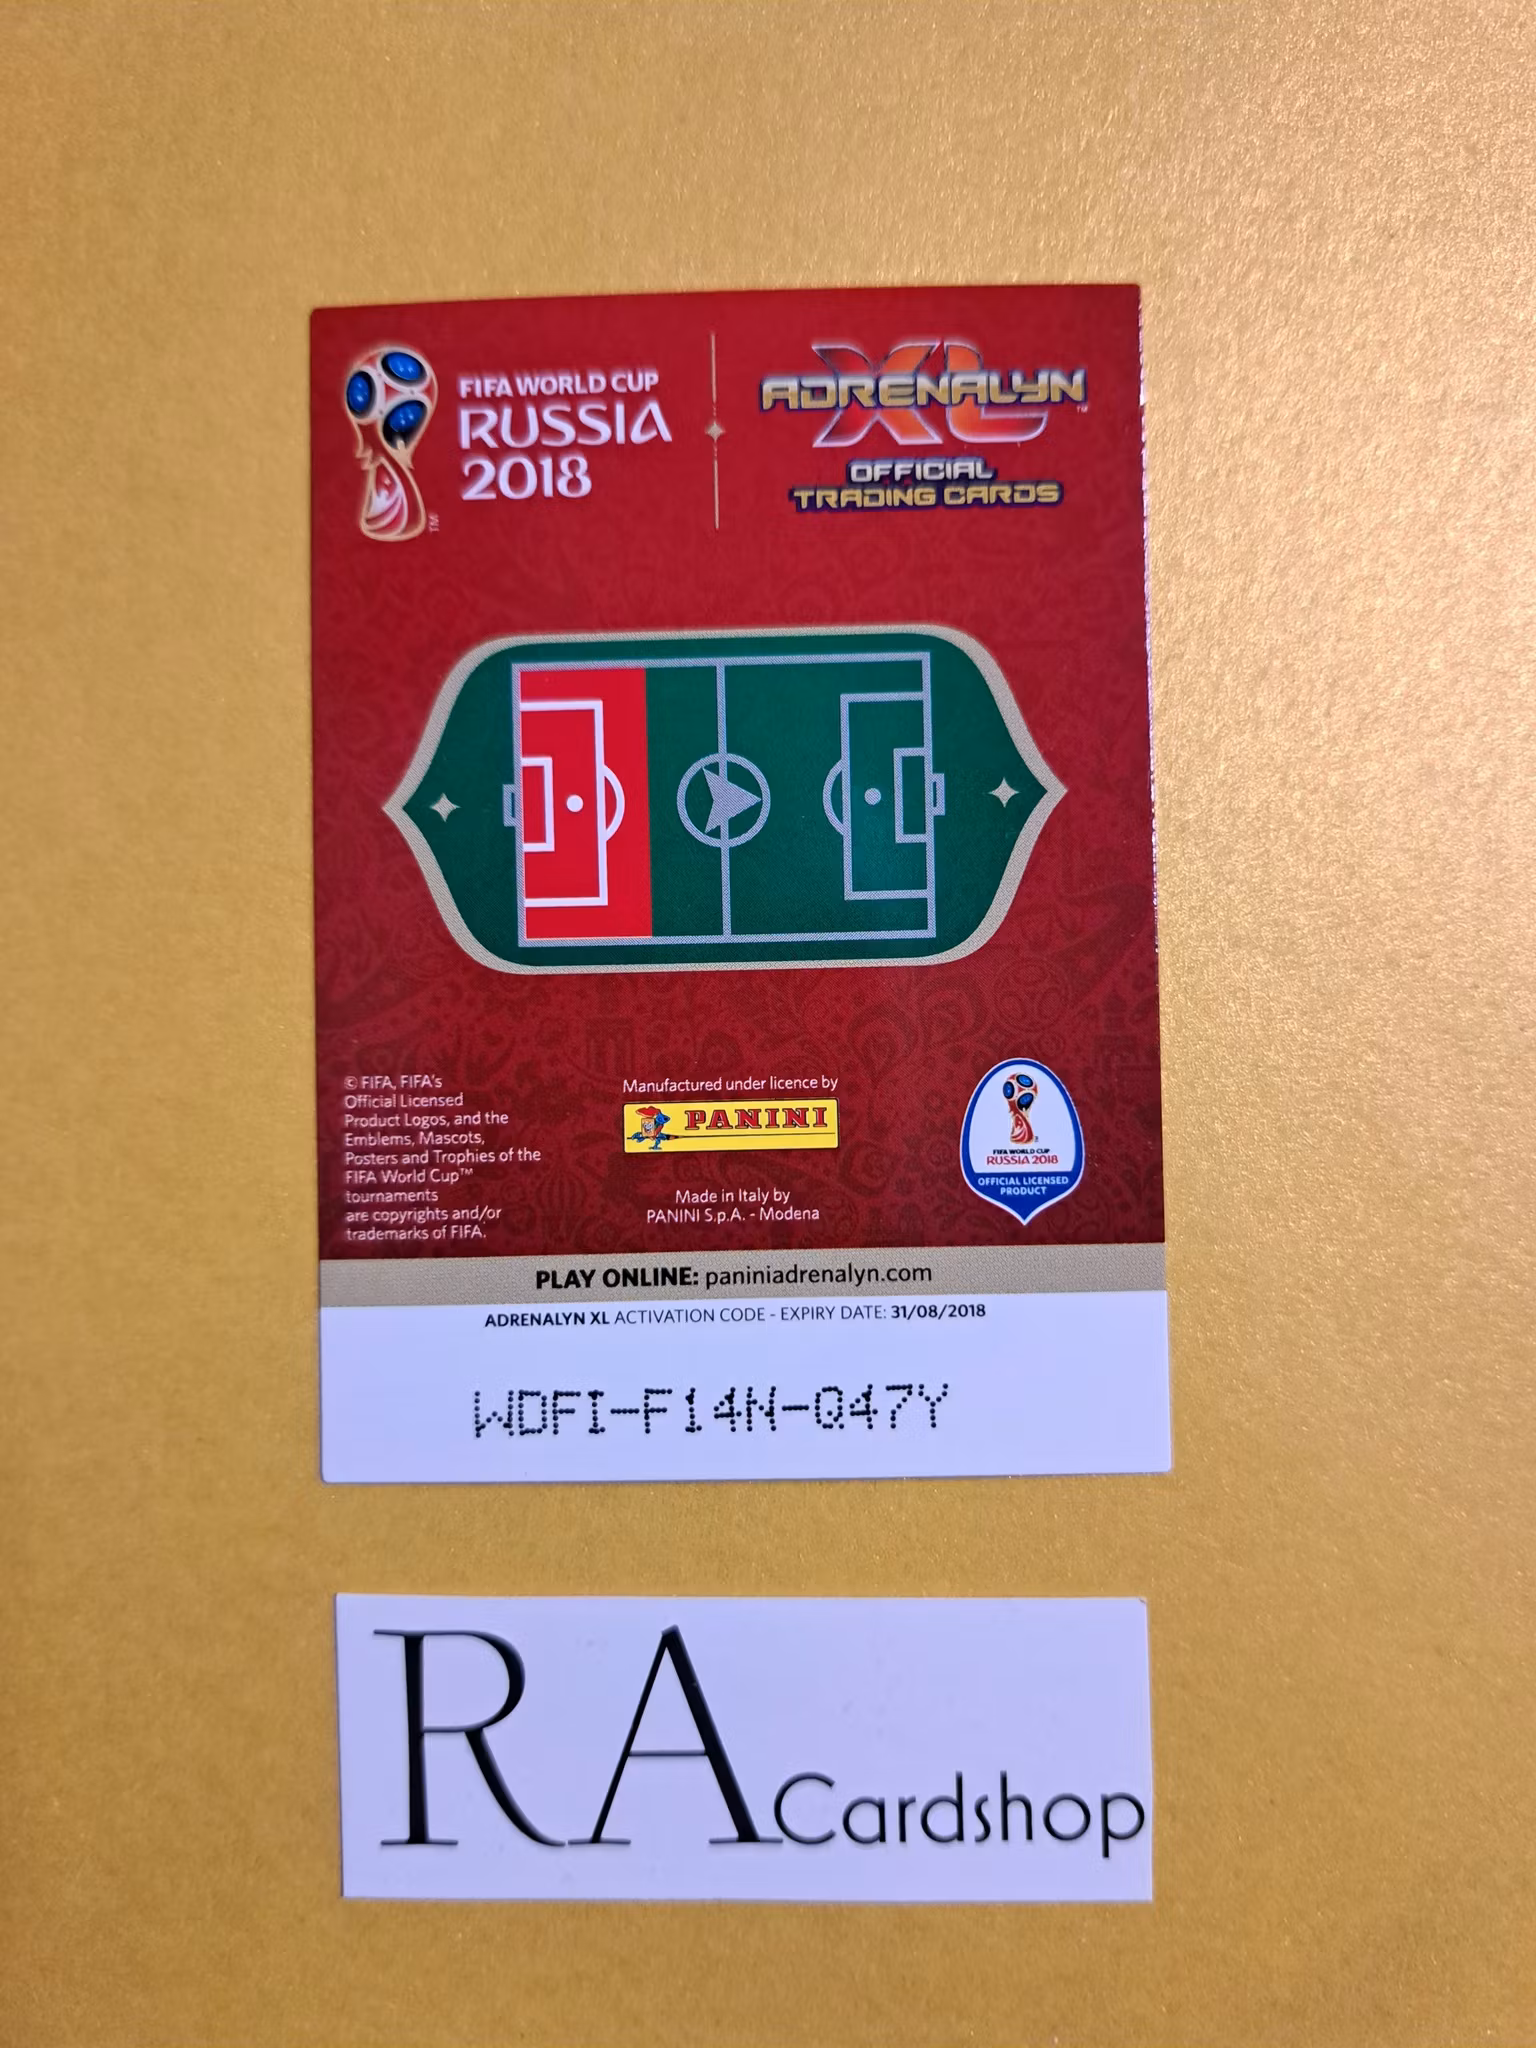 FIFA WORLD CUP
RUSSIA
2018
TM
ADRENALYN
XL
TM
OFFICIAL
TRADING CARDS
© FIFA, FIFA's
Official Licensed
Product Logos, and the
Emblems, Mascots,
Posters and Trophies of the
FIFA World Cup™
tournaments
are copyrights and/or
trademarks of FIFA.
Manufactured under licence by
PANINI
Made in Italy by
PANINI S.p.A. - Modena
FIFA WORLD CUP
RUSSIA 2018
OFFICIAL LICENSED
PRODUCT
PLAY ONLINE: paniniadrenalyn.com
ADRENALYN XL ACTIVATION CODE - EXPIRY DATE: 31/08/2018
WDFI-F14N-Q47Y
RA Cardshop